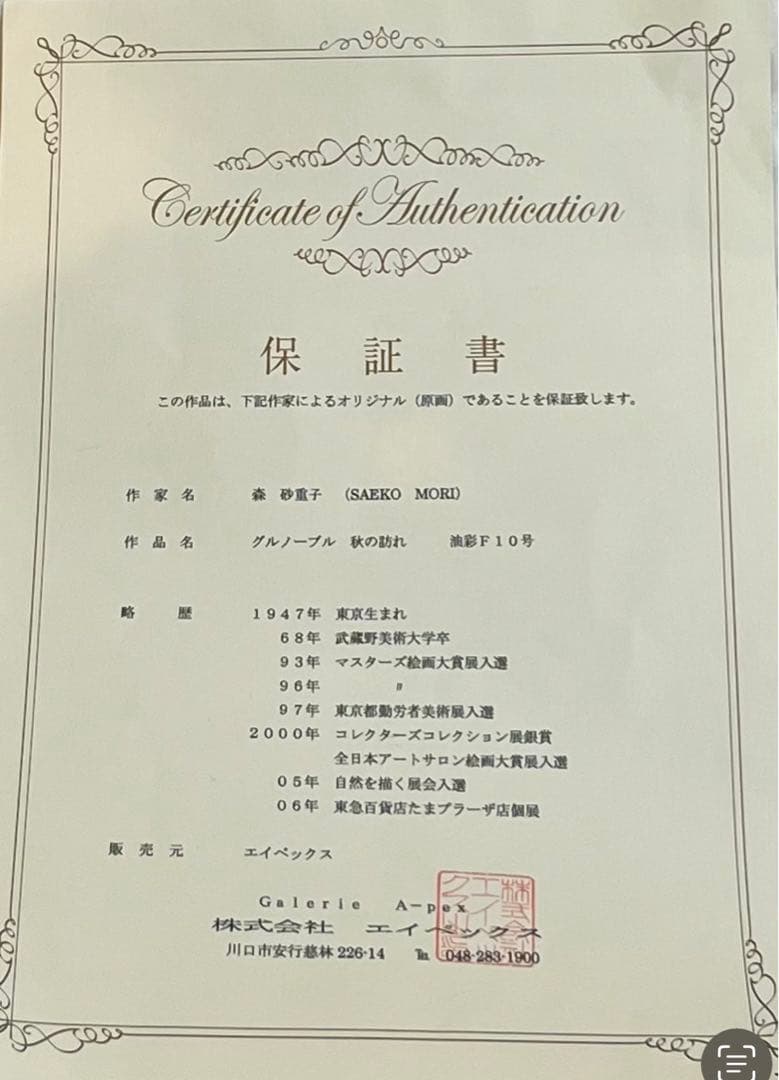 Certificate of Authentication
保証書
この作品は、下記作家によるオリジナル（原画）であることを保証致します。
作家名 森 砂重子 （SAEKO MORI）
作品名 グルノーブル 秋の訪れ 油彩Ｆ１０号
略歴 １９４７年 東京生まれ
６８年 武蔵野美術大学卒
９３年 マスターズ絵画大賞展入選
９６年 〃
９７年 東京都勤労者美術展入選
２０００年 コレクターズコレクション展銀賞
全日本アートサロン絵画大賞展入選
０５年 自然を描く展会入選
０６年 東急百貨店たまプラーザ店個展
販売元 エイペックス
Ｇａｌｅｒｉｅ Ａ－ｐｅｘ
株式会社 エイペックス
川口市安行慈林 226-14 ℡ 048-283-1900